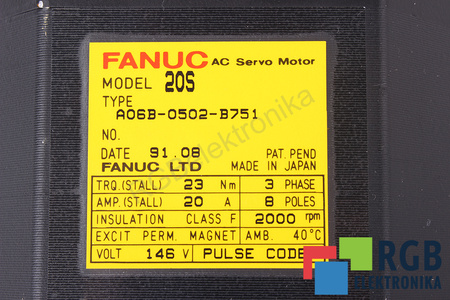 FANUC AC Servo Motor
MODEL 20S
TYPE
A06B-0502-B751
NO.
DATE 91.08 PAT. PEND
FANUC LTD MADE IN JAPAN
TRQ.(STALL) 23 Nm 3 PHASE
AMP.(STALL) 20 A 8 POLES
INSULATION CLASS F 2000 rpm
EXCIT PERM. MAGNET AMB. 40°C
VOLT 146 V PULSE CODE
RGB
ELEKTRONIKA